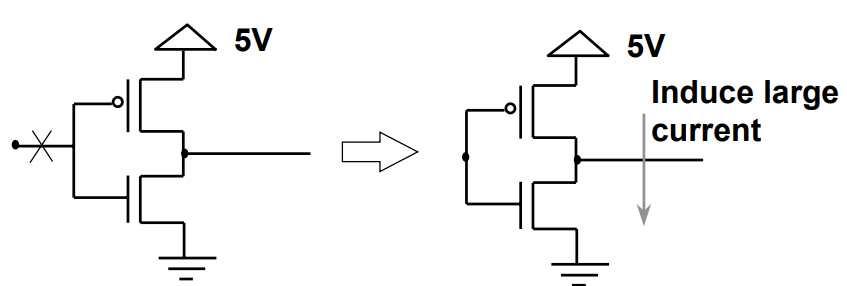 5V
5V
Induce large
current